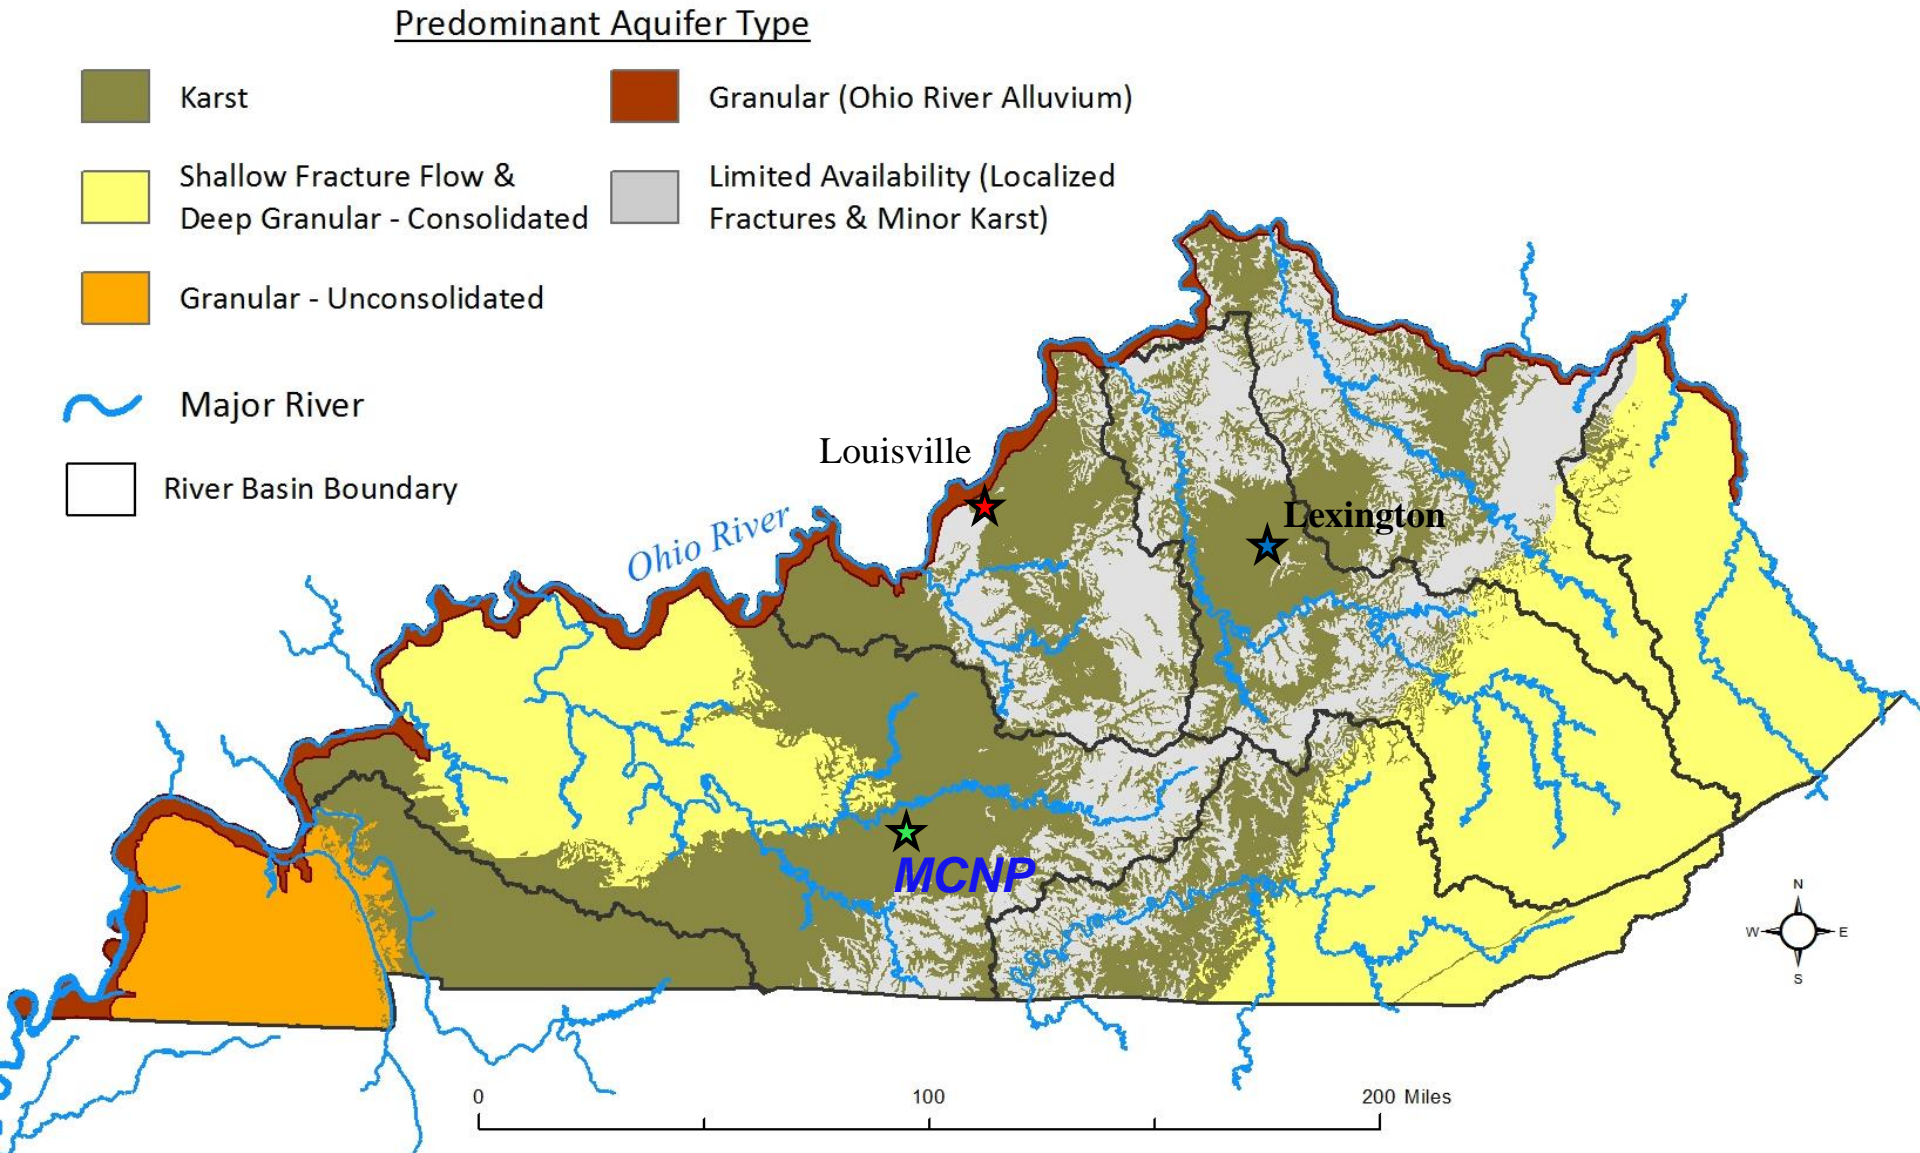 Predominant Aquifer Type
Karst
Granular (Ohio River Alluvium)
Shallow Fracture Flow &
Deep Granular - Consolidated
Limited Availability (Localized
Fractures & Minor Karst)
Granular - Unconsolidated
Major River
River Basin Boundary
Louisville
Ohio River
Lexington
MCNP
N
W
E
S
0
100
200 Miles